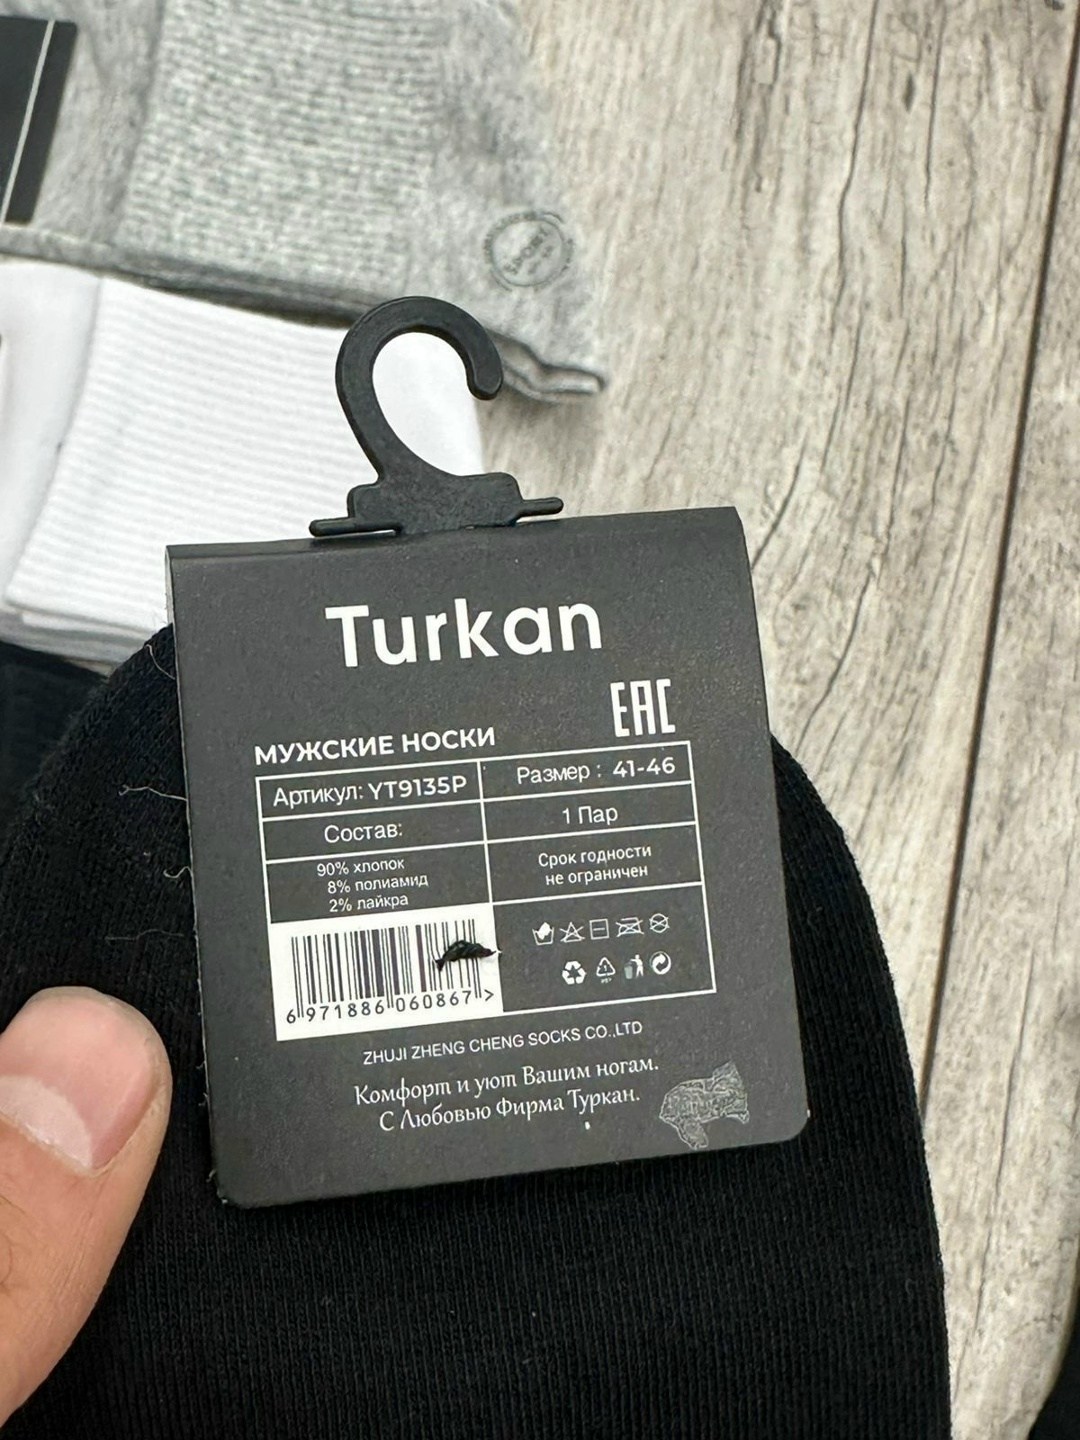 SPORT
Turkan
EAC
МУЖСКИЕ НОСКИ
Артикул: YT9135P
Размер : 41-46
Состав:
1 Пар
90% хлопок
8% полиамид
2% лайкра
Срок годности
не ограничен
6 971886 060867 >
ZHUJI ZHENG CHENG SOCKS CO.,LTD
Комфорт и уют Вашим ногам.
С Любовью Фирма Туркан.